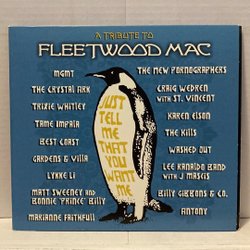 A TRIBUTE TO
FLEETWOOD MAC
MGMT
THE CRYSTAL ARK
TRIXIE WHITLEY
TAME IMPALA
BEST COAST
GARDENS & VILLA
LYKKE LI
MATT SWEENEY AND
BONNIE 'PRINCE' BILLY
MARIANNE FAITHFULL
JUST
TELL
ME
THAT
YOU
WANT
ME
THE NEW PORNOGRAPHERS
CRAIG WEDREN
WITH ST. VINCENT
KAREN ELSON
THE KILLS
WASHED OUT
LEE RANALDO BAND
WITH J MASCIS
BILLY GIBBONS & CO.
ANTONY